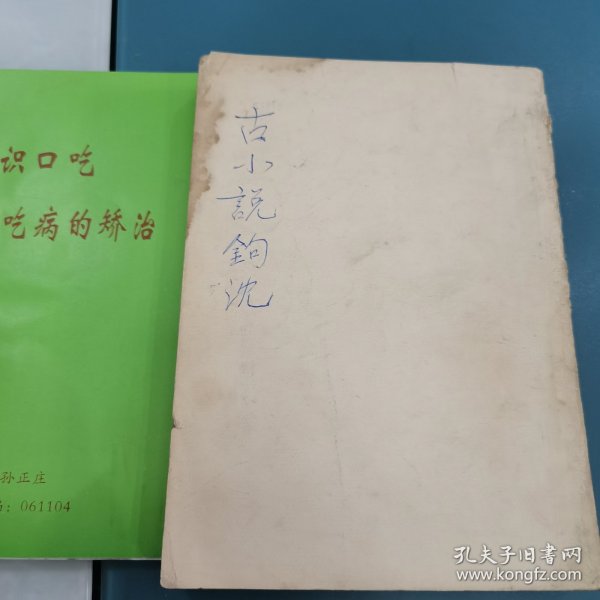 识口吃
吃病的矫治
孙正庄
：061104
古小説鉤沈
孔夫子旧书网
www.kongfz.com